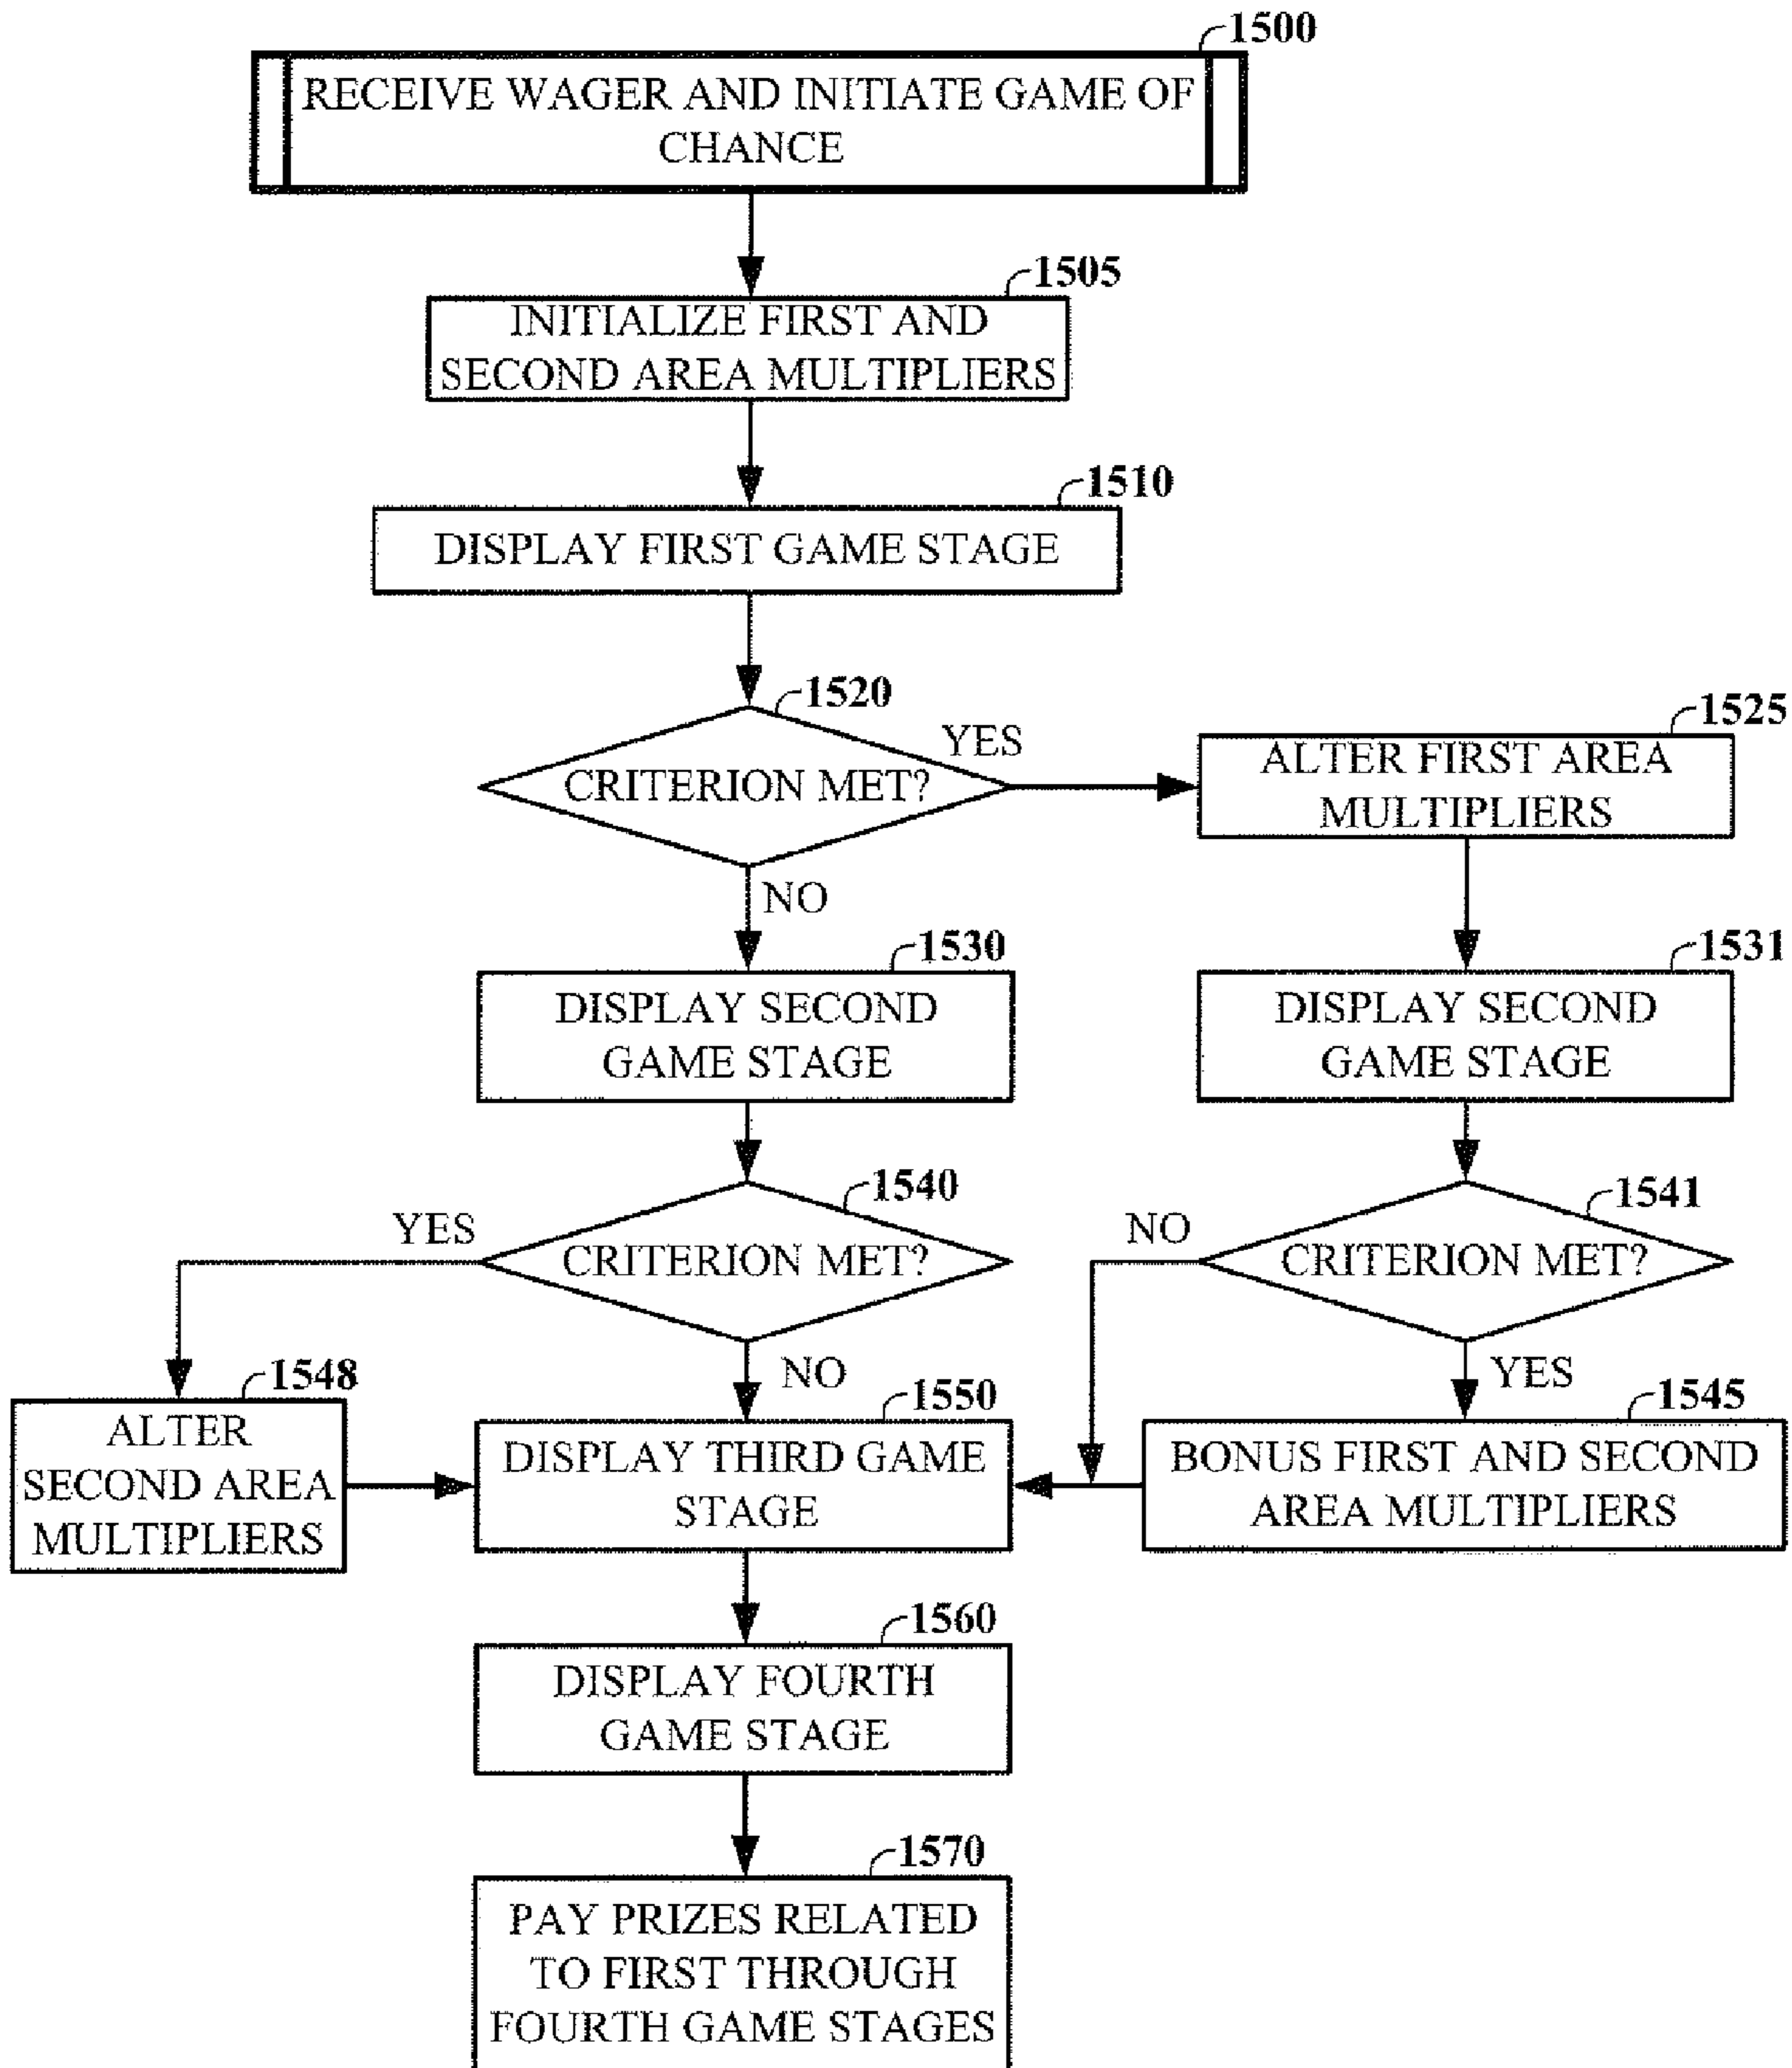 1500
RECEIVE WAGER AND INITIATE GAME OF
CHANCE
1505
INITIALIZE FIRST AND
SECOND AREA MULTIPLIERS
1510
DISPLAY FIRST GAME STAGE
1520
CRITERION MET?
YES
NO
1525
ALTER FIRST AREA
MULTIPLIERS
1530
DISPLAY SECOND
GAME STAGE
1531
DISPLAY SECOND
GAME STAGE
1540
CRITERION MET?
YES
NO
1541
CRITERION MET?
NO
YES
1548
ALTER
SECOND AREA
MULTIPLIERS
1550
DISPLAY THIRD GAME
STAGE
1545
BONUS FIRST AND SECOND
AREA MULTIPLIERS
1560
DISPLAY FOURTH
GAME STAGE
1570
PAY PRIZES RELATED
TO FIRST THROUGH
FOURTH GAME STAGES